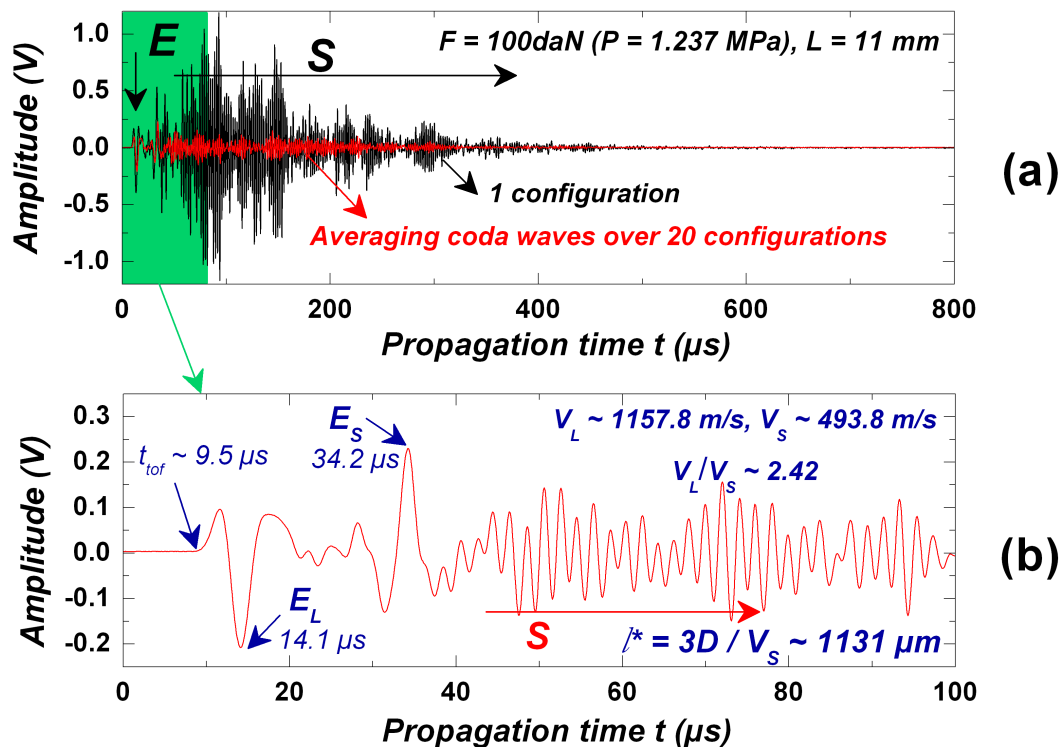 F = 100daN (P = 1.237 MPa), L = 11 mm
E
S
1 configuration
Averaging coda waves over 20 configurations
Amplitude (V)
1.0
0.5
0.0
-0.5
-1.0
0 200 400 600 800
Propagation time t (µs)
(a)
V_L ~ 1157.8 m/s, V_S ~ 493.8 m/s
V_L/V_S ~ 2.42
E_S
34.2 µs
t_tof ~ 9.5 µs
E_L
14.1 µs
S
l* = 3D / V_S ~ 1131 µm
Amplitude (V)
0.3
0.2
0.1
0.0
-0.1
-0.2
0 20 40 60 80 100
Propagation time t (µs)
(b)